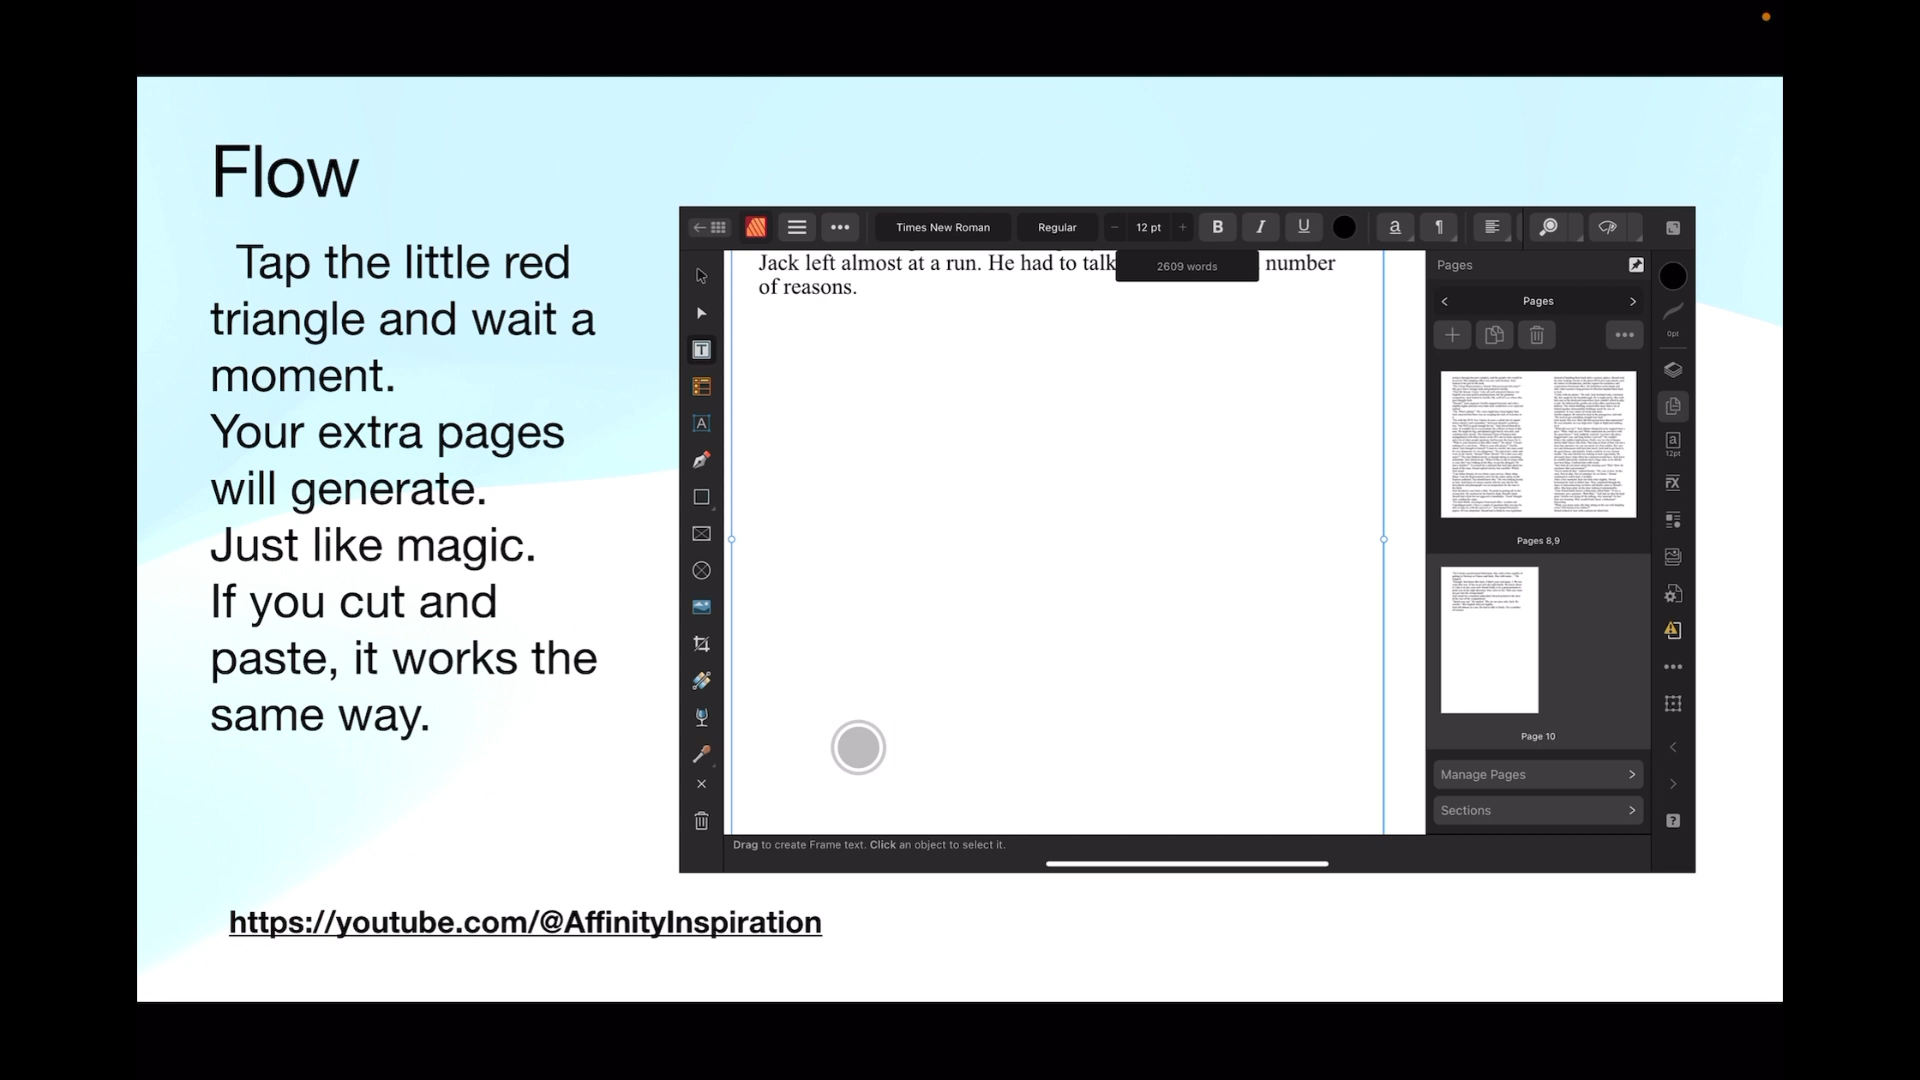 Flow
Tap the little red
triangle and wait a
moment.
Your extra pages
will generate.
Just like magic.
If you cut and
paste, it works the
same way.
https://youtube.com/@AffinityInspiration
Times New Roman
Regular
12 pt
B
I
U
a
¶
Jack left almost at a run. He had to talk
2609 words
number
of reasons.
Pages
Pages
Pages 8,9
Page 10
Manage Pages
Sections
0pt
a
12pt
FX
?
T
A
Drag to create Frame text. Click an object to select it.